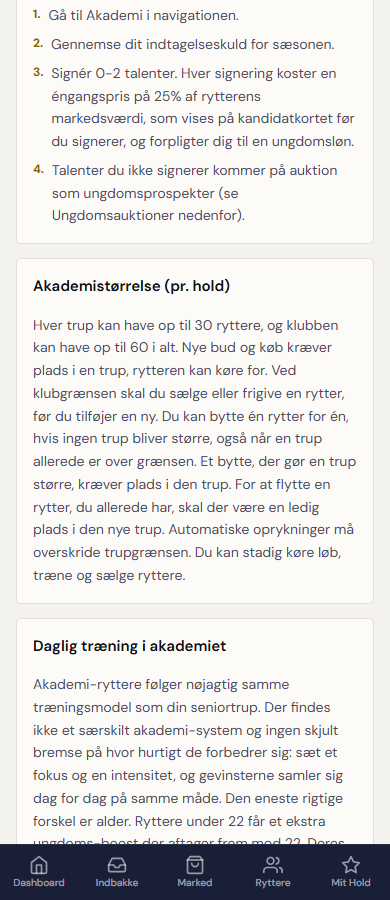 1. Gå til Akademi i navigationen.
2. Gennemse dit indtagelseskuld for sæsonen.
3. Signér 0-2 talenter. Hver signering koster en
éngangspris på 25% af rytterens
markedsværdi, som vises på kandidatkortet før
du signerer, og forpligter dig til en ungdomsløn.
4. Talenter du ikke signerer kommer på auktion
som ungdomsprospekter (se
Ungdomsauktioner nedenfor).
Akademistørrelse (pr. hold)
Hver trup kan have op til 30 ryttere, og klubben
kan have op til 60 i alt. Nye bud og køb kræver
plads i en trup, rytteren kan køre for. Ved
klubgrænsen skal du sælge eller frigive en rytter,
før du tilføjer en ny. Du kan bytte én rytter for én,
hvis ingen trup bliver større, også når en trup
allerede er over grænsen. Et bytte, der gør en trup
større, kræver plads i den trup. For at flytte en
rytter, du allerede har, skal der være en ledig
plads i den nye trup. Automatiske oprykninger må
overskride trupgrænsen. Du kan stadig køre løb,
træne og sælge ryttere.
Daglig træning i akademiet
Akademi-ryttere følger nøjagtig samme
træningsmodel som din seniortrup. Der findes
ikke et særskilt akademi-system og ingen skjult
bremse på hvor hurtigt de forbedrer sig: sæt et
fokus og en intensitet, og gevinsterne samler sig
dag for dag på samme måde. Den eneste rigtige
forskel er alder. Ryttere under 22 får et ekstra
ungdoms-boost der aftager frem mod 22. Deres
Dashboard
Indbakke
Marked
Ryttere
Mit Hold